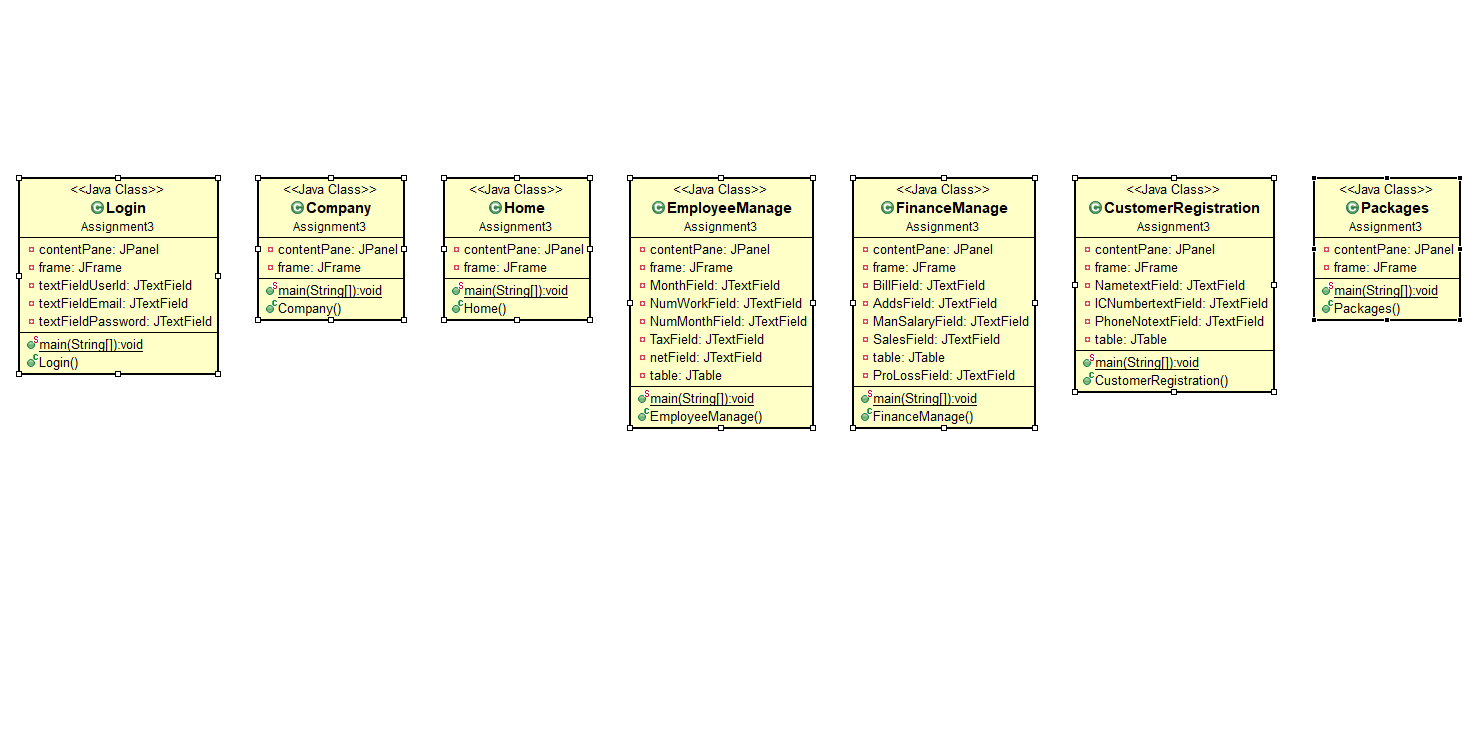 <<Java Class>>
Login
Assignment3
contentPane: JPanel
frame: JFrame
textFieldUserId: JTextField
textFieldEmail: JTextField
textFieldPassword: JTextField
main(String[]):void
Login()
<<Java Class>>
Company
Assignment3
contentPane: JPanel
frame: JFrame
main(String[]):void
Company()
<<Java Class>>
Home
Assignment3
contentPane: JPanel
frame: JFrame
main(String[]):void
Home()
<<Java Class>>
EmployeeManage
Assignment3
contentPane: JPanel
frame: JFrame
MonthField: JTextField
NumWorkField: JTextField
NumMonthField: JTextField
TaxField: JTextField
netField: JTextField
table: JTable
main(String[]):void
EmployeeManage()
<<Java Class>>
FinanceManage
Assignment3
contentPane: JPanel
frame: JFrame
BillField: JTextField
AddsField: JTextField
ManSalaryField: JTextField
SalesField: JTextField
table: JTable
ProLossField: JTextField
main(String[]):void
FinanceManage()
<<Java Class>>
CustomerRegistration
Assignment3
contentPane: JPanel
frame: JFrame
NametextField: JTextField
ICNumbertextField: JTextField
PhoneNotextField: JTextField
table: JTable
main(String[]):void
CustomerRegistration()
<<Java Class>>
Packages
Assignment3
contentPane: JPanel
frame: JFrame
main(String[]):void
Packages()